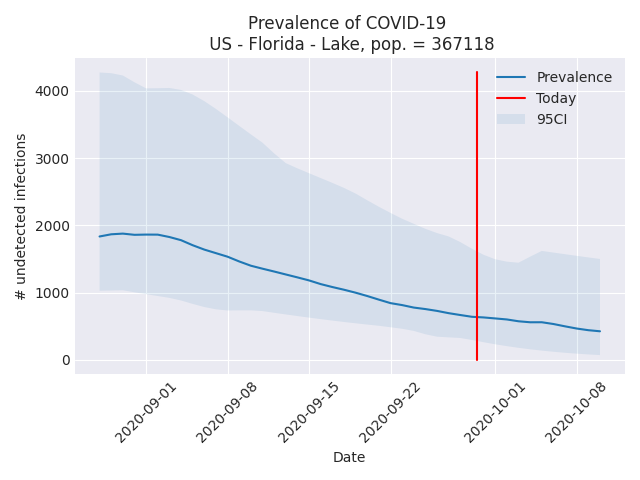 Prevalence of COVID-19
US - Florida - Lake, pop. = 367118
Prevalence
Today
95CI
# undetected infections
4000
3000
2000
1000
0
2020-09-01
2020-09-08
2020-09-15
2020-09-22
2020-10-01
2020-10-08
Date